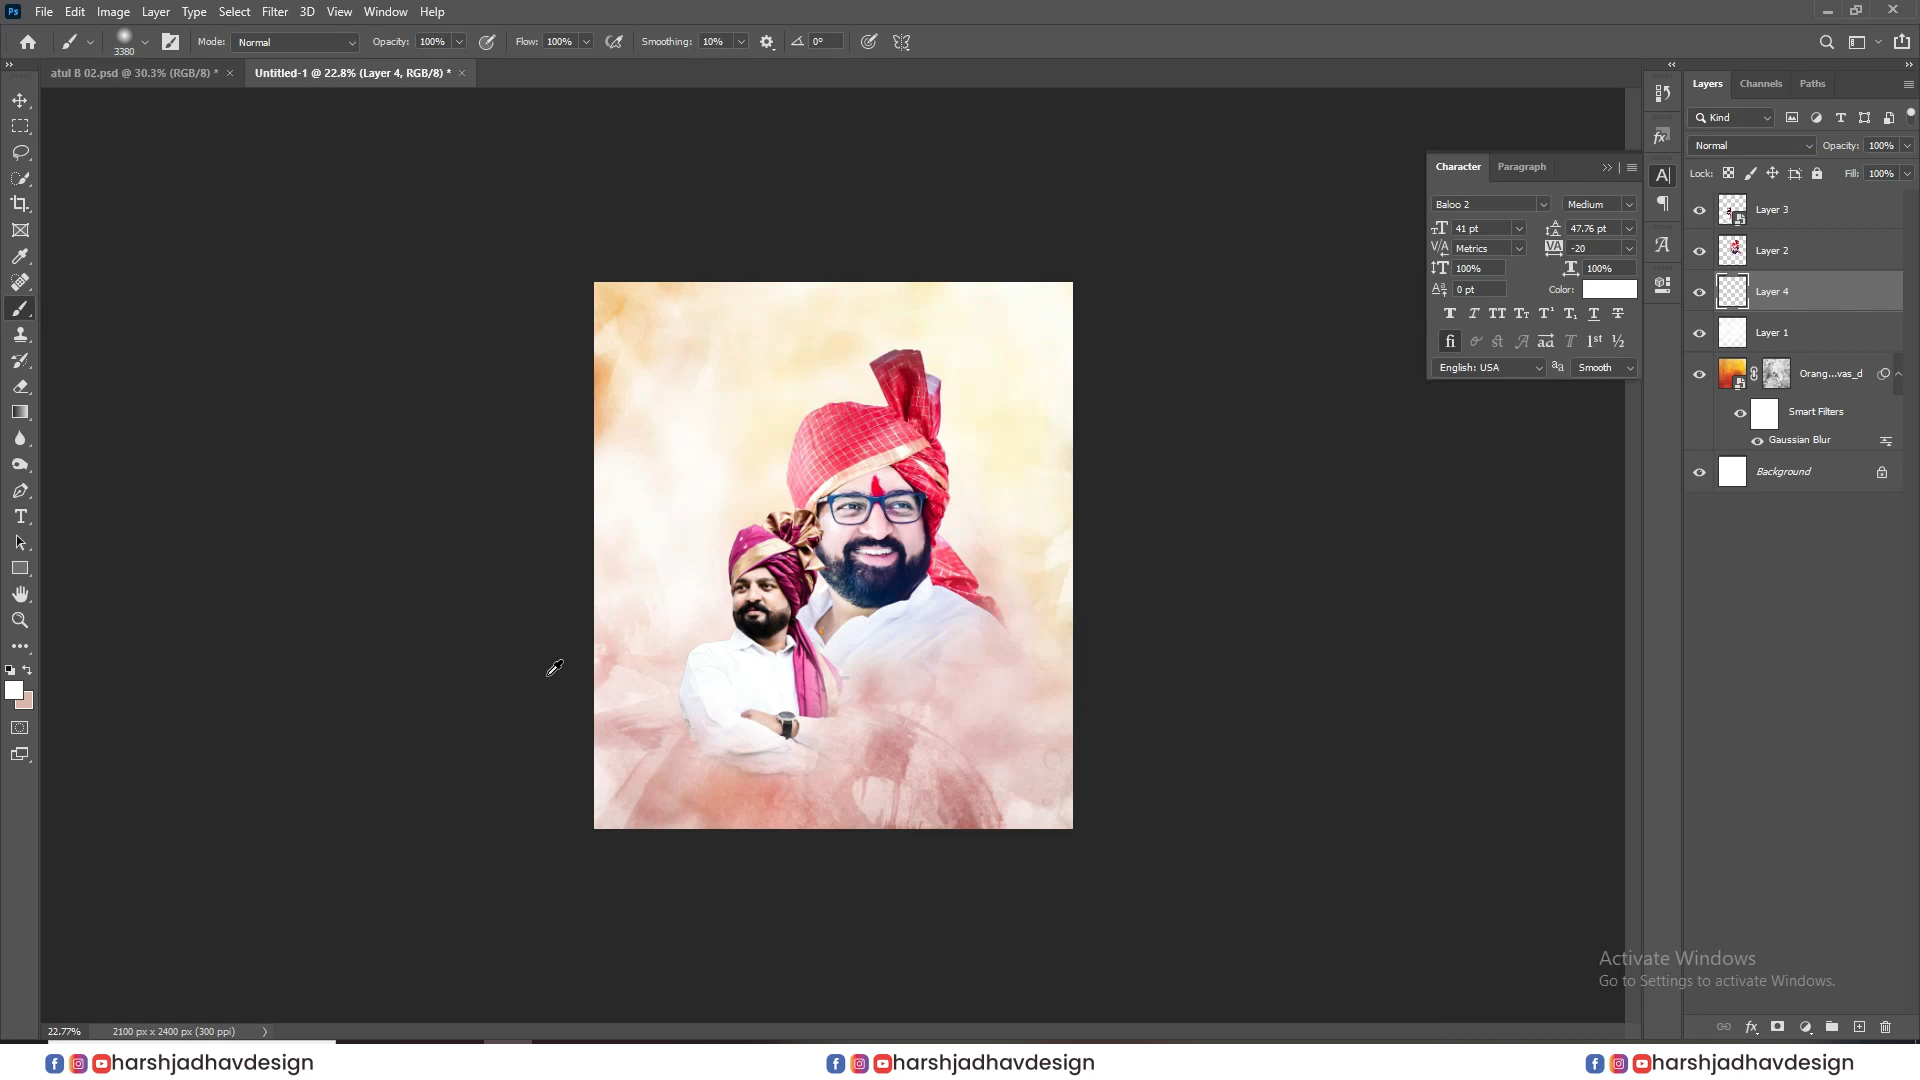 Ps File Edit Image Layer Type Select Filter 3D View Window Help
3380 Mode: Normal Opacity: 100% Flow: 100% Smoothing: 10% 0°
atul B 02.psd @ 30.3% (RGB/8) * × Untitled-1 @ 22.8% (Layer 4, RGB/8) * ×
Layers Channels Paths
Kind
Normal Opacity: 100%
Lock: Fill: 100%
Layer 3
Layer 2
Layer 4
Layer 1
Orang...vas_d
Smart Filters
Gaussian Blur
Background
Character Paragraph
Baloo 2 Medium
41 pt 47.76 pt
Metrics -20
100% 100%
0 pt Color:
English: USA Smooth
Activate Windows
Go to Settings to activate Windows.
22.77% 2100 px x 2400 px (300 ppi)
harshjadhavdesign harshjadhavdesign harshjadhavdesign